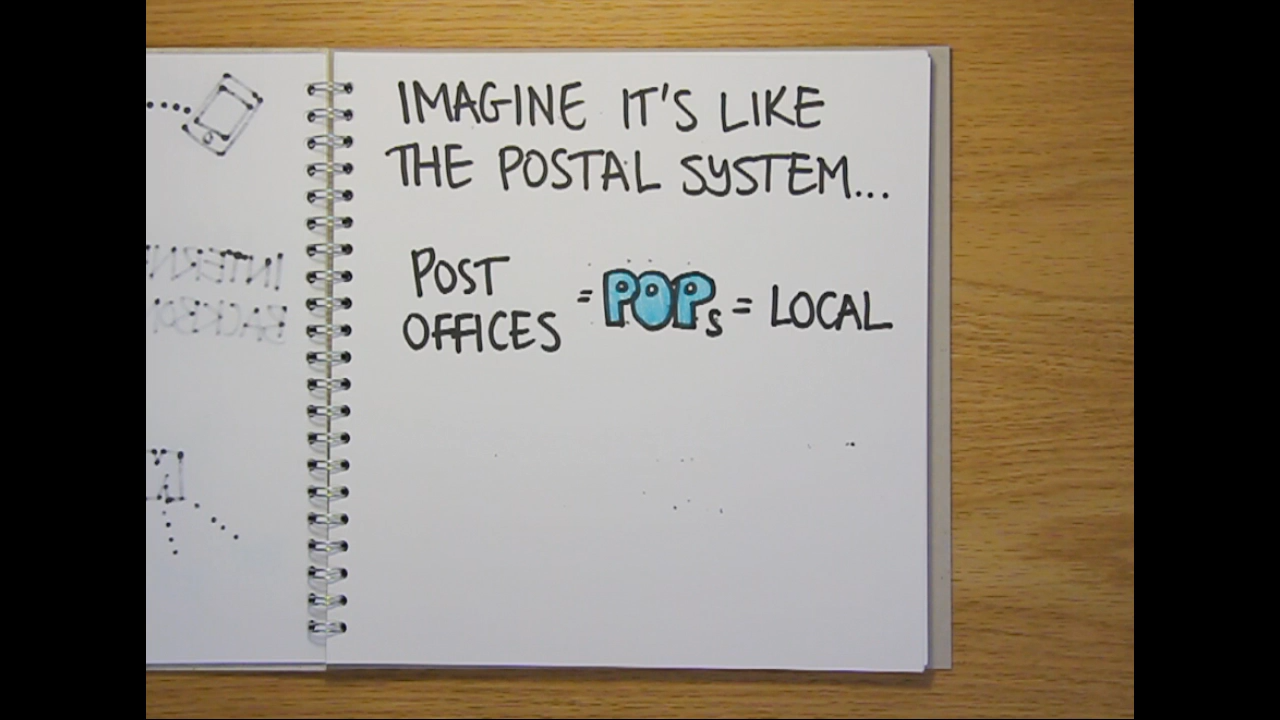 IMAGINE IT'S LIKE
THE POSTAL SYSTEM...
POST
OFFICES = POPs = LOCAL